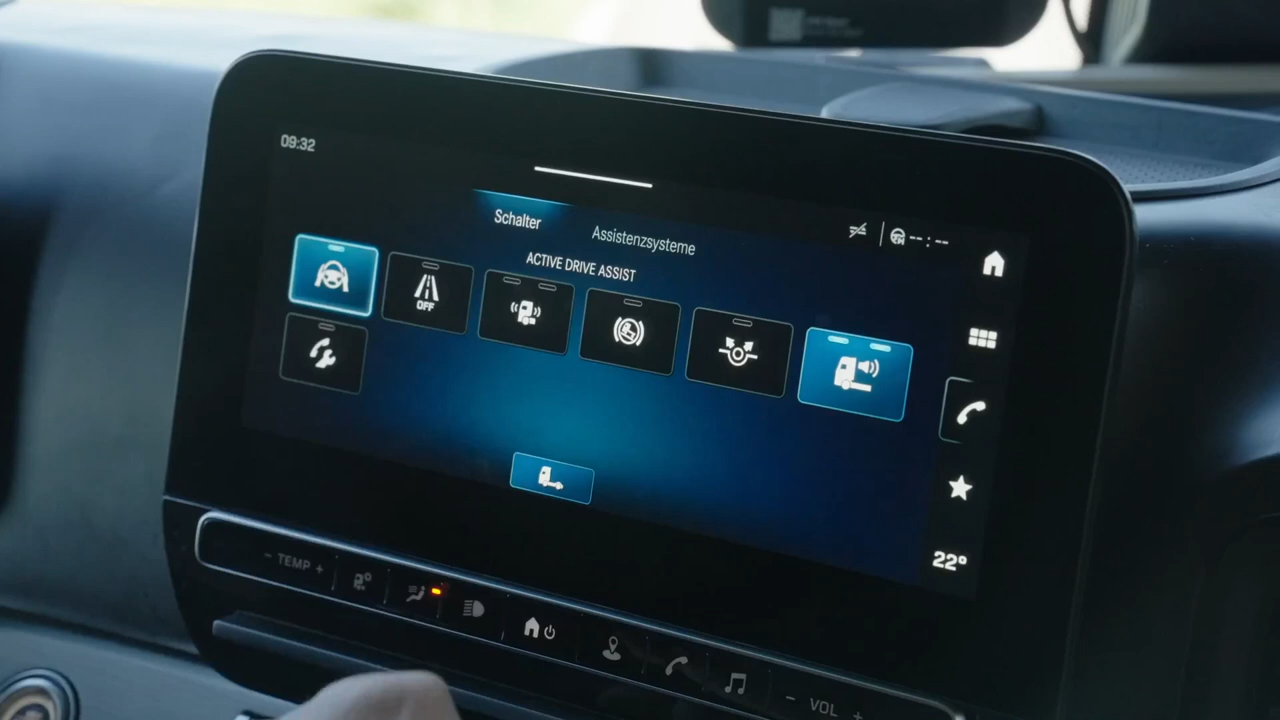 09:32
Schalter
Assistenzsysteme
-- : --
ACTIVE DRIVE ASSIST
OFF
22°
− TEMP +
− VOL +